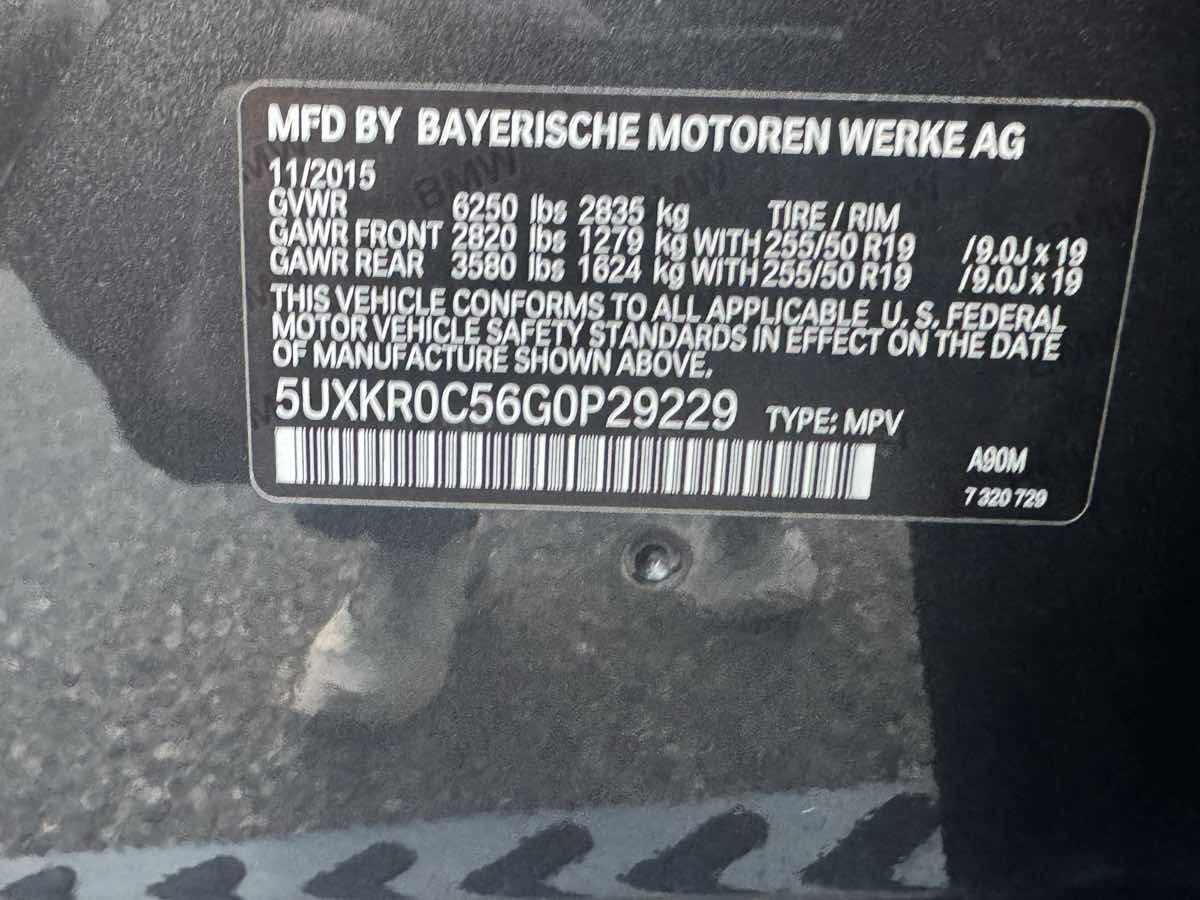 MFD BY BAYERISCHE MOTOREN WERKE AG
11/2015
GVWR 6250 lbs 2835 kg TIRE / RIM
GAWR FRONT 2820 lbs 1279 kg WITH 255/50 R19 /9.0J x 19
GAWR REAR 3580 lbs 1624 kg WITH 255/50 R19 /9.0J x 19
THIS VEHICLE CONFORMS TO ALL APPLICABLE U. S. FEDERAL
MOTOR VEHICLE SAFETY STANDARDS IN EFFECT ON THE DATE
OF MANUFACTURE SHOWN ABOVE.
5UXKR0C56G0P29229 TYPE: MPV
A90M
7 320 729